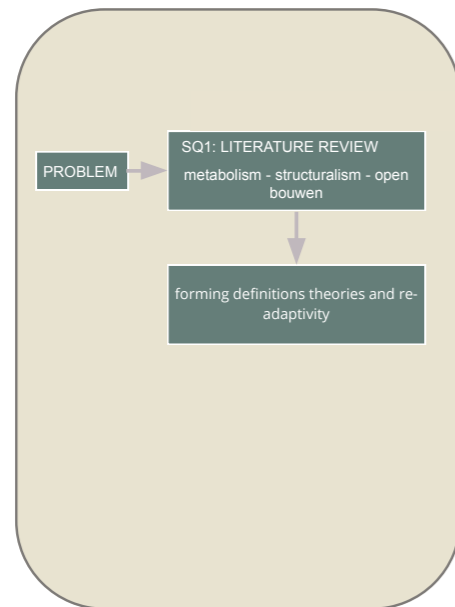 PROBLEM
SQ1: LITERATURE REVIEW
metabolism - structuralism - open
bouwen
forming definitions theories and re-
adaptivity